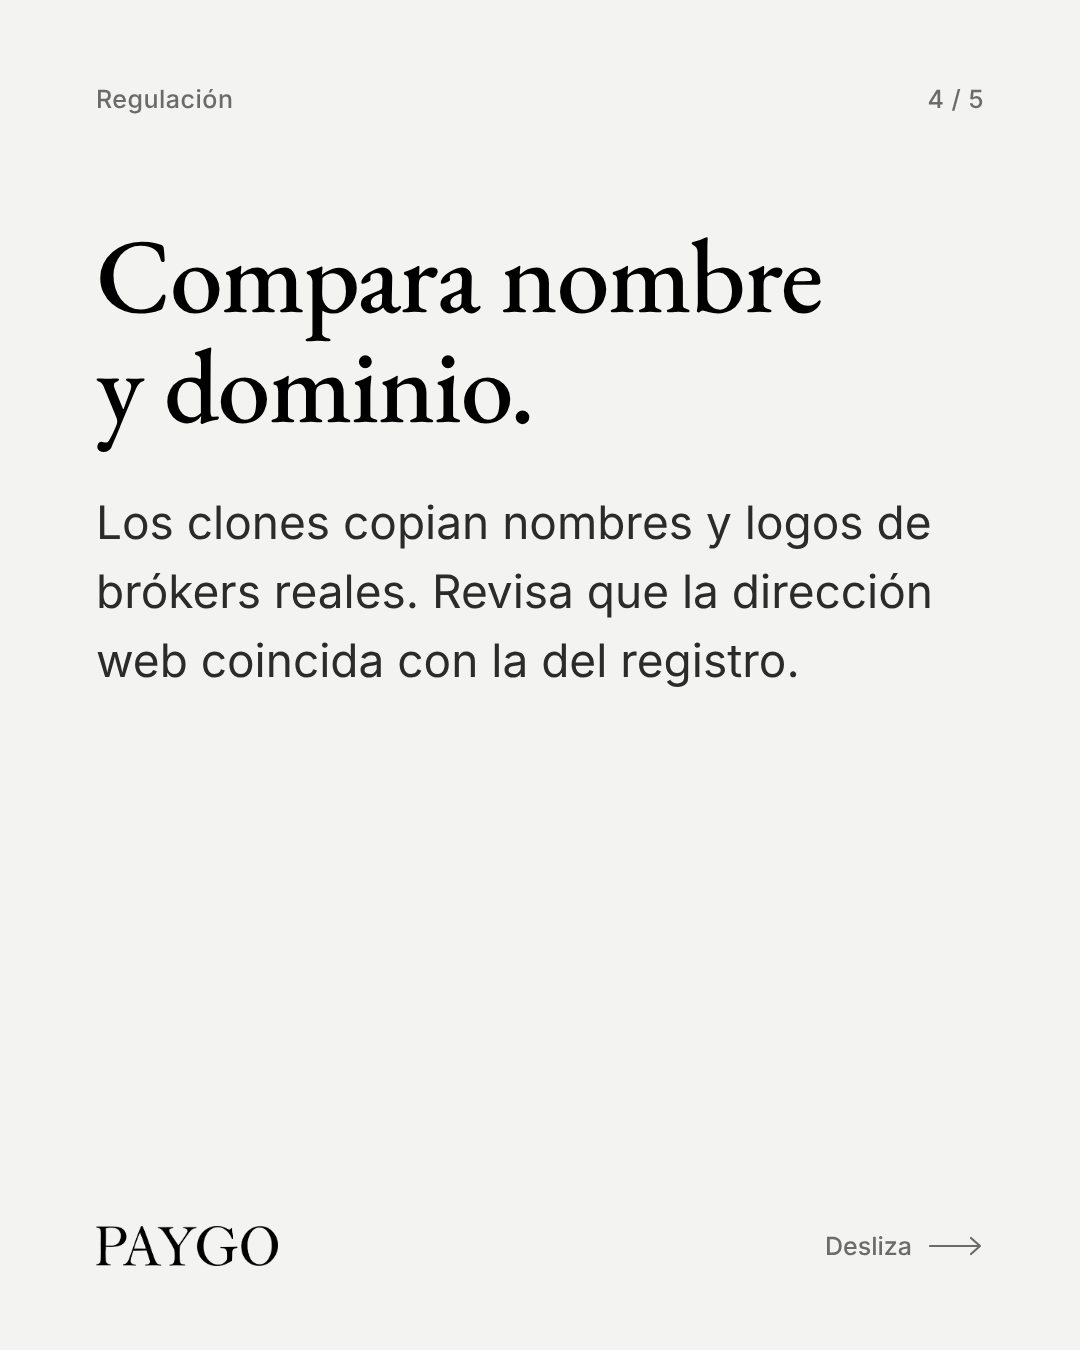 Regulación
4 / 5
Compara nombre
y dominio.
Los clones copian nombres y logos de
brókers reales. Revisa que la dirección
web coincida con la del registro.
PAYGO
Desliza